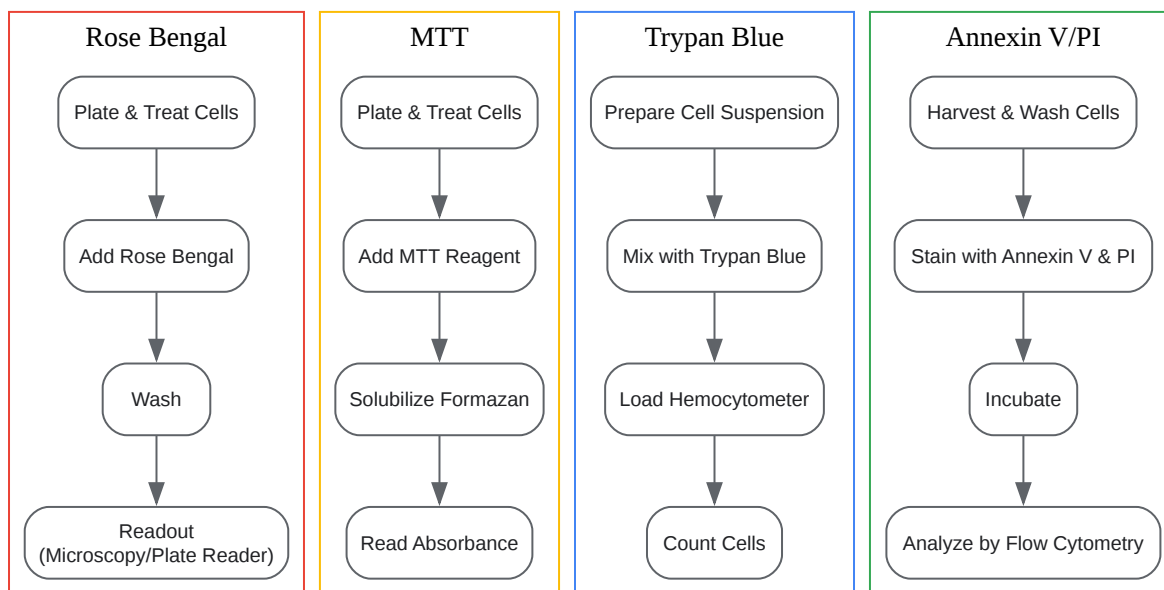 Rose Bengal
Plate & Treat Cells
Add Rose Bengal
Wash
Readout
(Microscopy/Plate Reader)
MTT
Plate & Treat Cells
Add MTT Reagent
Solubilize Formazan
Read Absorbance
Trypan Blue
Prepare Cell Suspension
Mix with Trypan Blue
Load Hemocytometer
Count Cells
Annexin V/PI
Harvest & Wash Cells
Stain with Annexin V & PI
Incubate
Analyze by Flow Cytometry